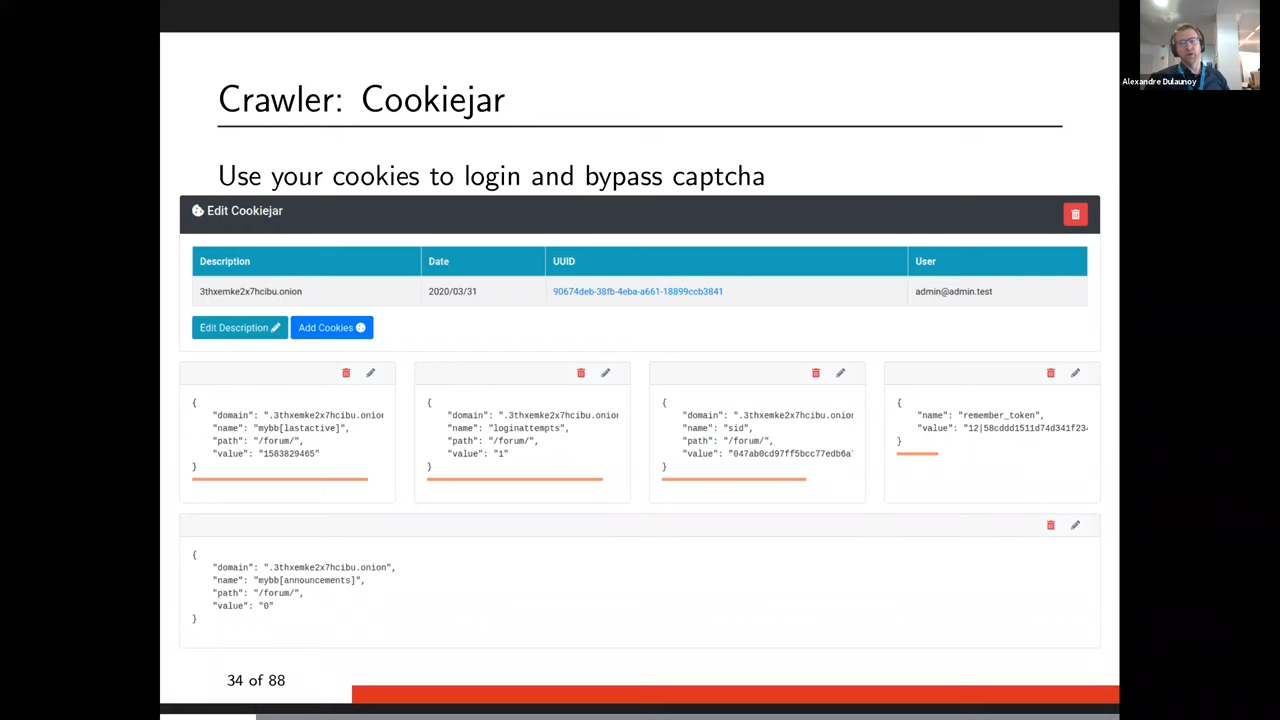 Alexandre Dulaunoy
Crawler: Cookiejar
Use your cookies to login and bypass captcha
Edit Cookiejar
Description Date UUID User
3thxemke2x7hcibu.onion 2020/03/31 90674deb-38fb-4eba-a661-18899ccb3841 admin@admin.test
Edit Description Add Cookies
{
"domain": ".3thxemke2x7hcibu.onion
"name": "mybb[lastactive]",
"path": "/forum/",
"value": "1583829465"
}
{
"domain": ".3thxemke2x7hcibu.onion
"name": "loginattempts",
"path": "/forum/",
"value": "1"
}
{
"domain": ".3thxemke2x7hcibu.onion
"name": "sid",
"path": "/forum/",
"value": "047ab0cd97ff5bcc77edb6a
}
{
"name": "remember_token",
"value": "12|58cddd1511d74d341f234
}
{
"domain": ".3thxemke2x7hcibu.onion",
"name": "mybb[announcements]",
"path": "/forum/",
"value": "0"
}
34 of 88